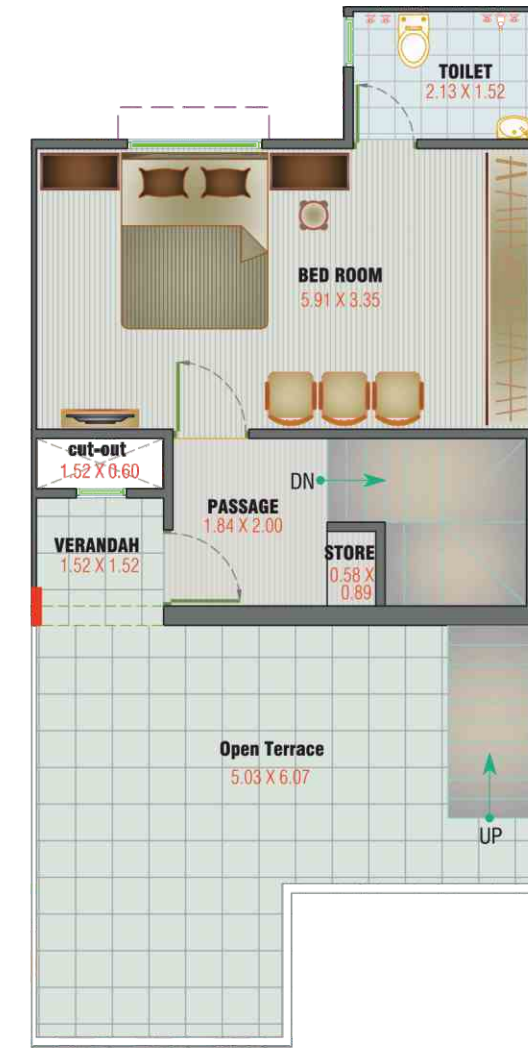 TOILET
2.13 X 1.52
BED ROOM
5.91 X 3.35
cut-out
1.52 X 0.60
DN
PASSAGE
1.84 X 2.00
VERANDAH
1.52 X 1.52
STORE
0.58 X
0.89
Open Terrace
5.03 X 6.07
UP